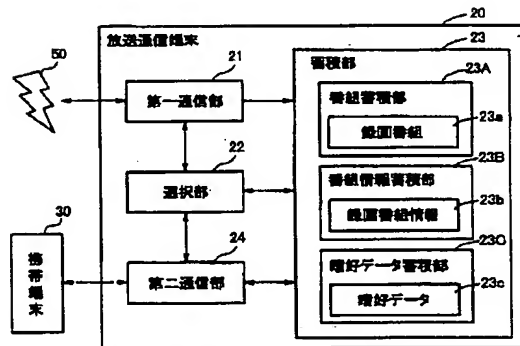 20
放送通信端末
23
蓄積部
50
21
第一通信部
23A
番組蓄積部
23a
録画番組
22
選択部
23B
番組情報蓄積部
23b
録画番組情報
30
携帯端末
24
第二通信部
23C
嗜好データ蓄積部
23c
嗜好データ